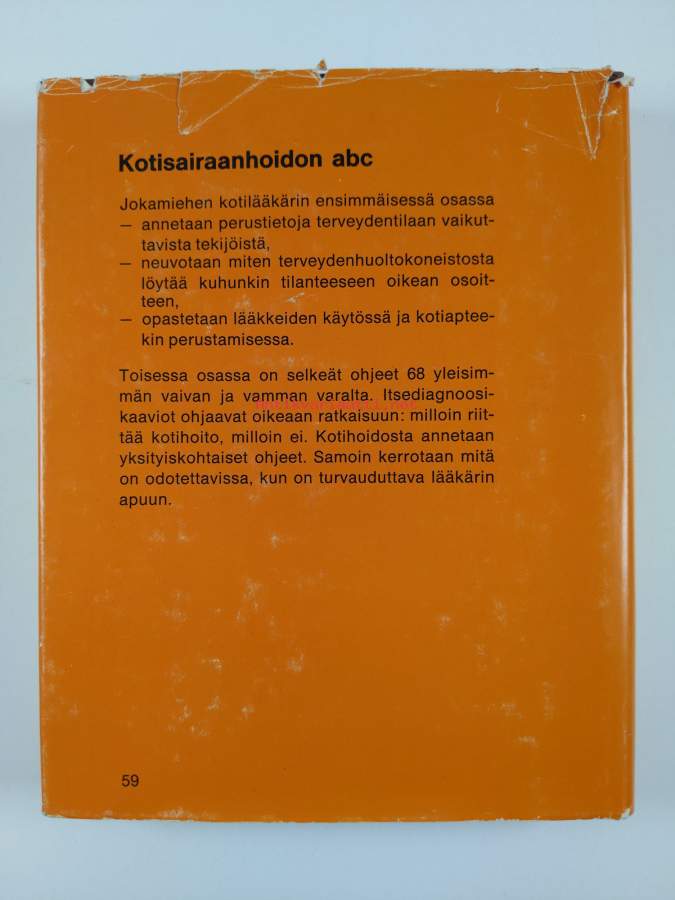 Kotisairaanhoidon abc
Jokamiehen kotilääkärin ensimmäisessä osassa
— annetaan perustietoja terveydentilaan vaikut-
tavista tekijöistä,
— neuvotaan miten terveydenhuoltokoneistosta
löytää kuhunkin tilanteeseen oikean osoit-
teen,
— opastetaan lääkkeiden käytössä ja kotiaptee-
kin perustamisessa.
Toisessa osassa on selkeät ohjeet 68 yleisim-
män vaivan ja vamman varalta. Itsediagnoosi-
kaaviot ohjaavat oikeaan ratkaisuun: milloin riit-
tää kotihoito, milloin ei. Kotihoidosta annetaan
yksityiskohtaiset ohjeet. Samoin kerrotaan mitä
on odotettavissa, kun on turvauduttava lääkärin
apuun.
59